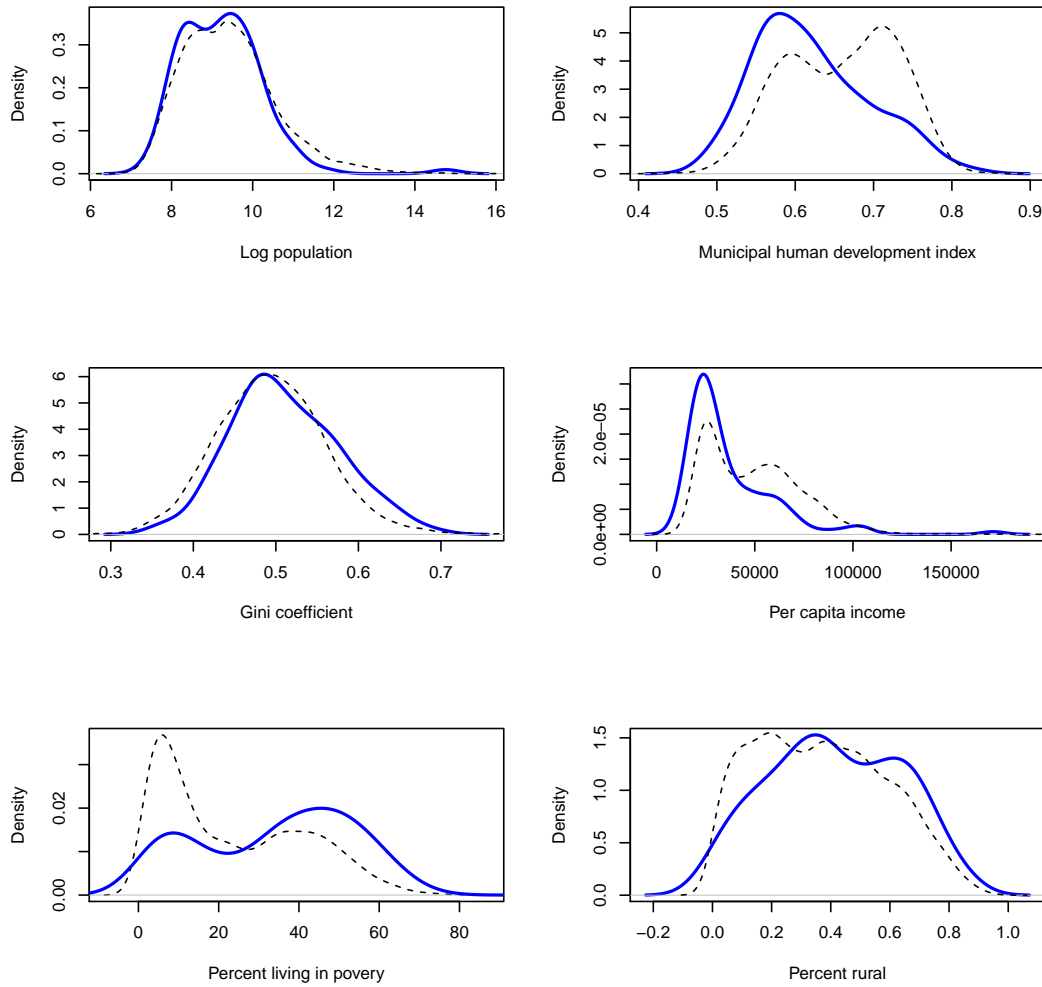 Density
0.0 0.1 0.2 0.3
6 8 10 12 14 16
Log population
Density
0 1 2 3 4 5
0.4 0.5 0.6 0.7 0.8 0.9
Municipal human development index
Density
0 1 2 3 4 5 6
0.3 0.4 0.5 0.6 0.7
Gini coefficient
Density
0.0e+00 2.0e−05
0 50000 100000 150000
Per capita income
Density
0.00 0.02
0 20 40 60 80
Percent living in povery
Density
0.0 0.5 1.0 1.5
−0.2 0.0 0.2 0.4 0.6 0.8 1.0
Percent rural